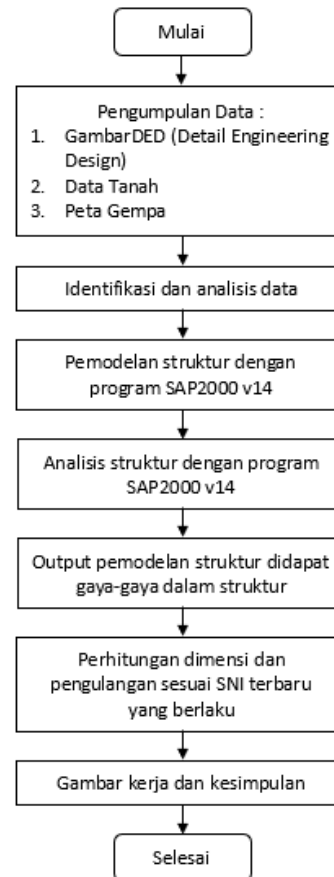 Mulai
Pengumpulan Data :
1. GambarDED (Detail Engineering
Design)
2. Data Tanah
3. Peta Gempa
Identifikasi dan analisis data
Pemodelan struktur dengan
program SAP2000 v14
Analisis struktur dengan program
SAP2000 v14
Output pemodelan struktur didapat
gaya-gaya dalam struktur
Perhitungan dimensi dan
pengulangan sesuai SNI terbaru
yang berlaku
Gambar kerja dan kesimpulan
Selesai